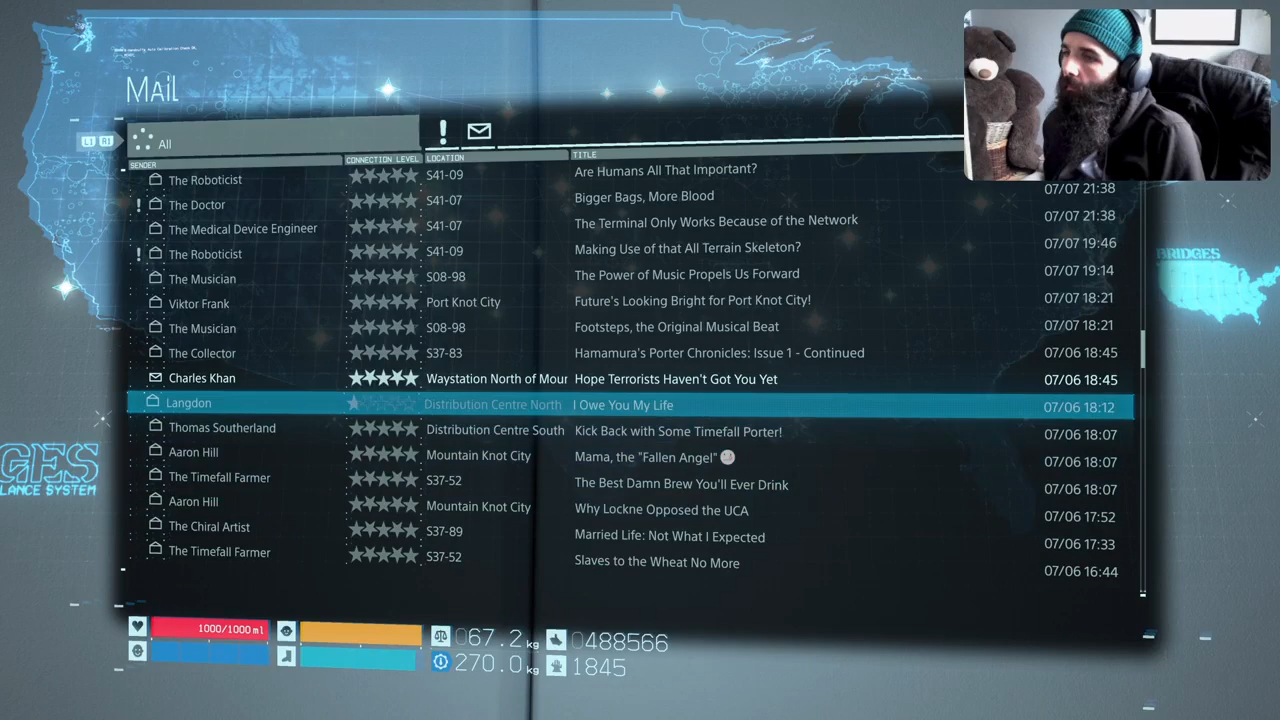 Mail
L1 R1 All
SENDER CONNECTION LEVEL LOCATION TITLE
The Roboticist S41-09 Are Humans All That Important? 07/07 21:38
The Doctor S41-07 Bigger Bags, More Blood 07/07 21:38
The Medical Device Engineer S41-07 The Terminal Only Works Because of the Network 07/07 19:46
The Roboticist S41-09 Making Use of that All Terrain Skeleton? 07/07 19:14
The Musician S08-98 The Power of Music Propels Us Forward 07/07 18:21
Viktor Frank Port Knot City Future's Looking Bright for Port Knot City! 07/07 18:21
The Musician S08-98 Footsteps, the Original Musical Beat 07/06 18:45
The Collector S37-83 Hamamura's Porter Chronicles: Issue 1 - Continued 07/06 18:45
Charles Khan Waystation North of Moun Hope Terrorists Haven't Got You Yet 07/06 18:12
Langdon Distribution Centre North I Owe You My Life 07/06 18:07
Thomas Southerland Distribution Centre South Kick Back with Some Timefall Porter! 07/06 18:07
Aaron Hill Mountain Knot City Mama, the "Fallen Angel" 07/06 18:07
The Timefall Farmer S37-52 The Best Damn Brew You'll Ever Drink 07/06 17:52
Aaron Hill Mountain Knot City Why Lockne Opposed the UCA 07/06 17:33
The Chiral Artist S37-89 Married Life: Not What I Expected 07/06 16:44
The Timefall Farmer S37-52 Slaves to the Wheat No More
BRIDGES
GES
LANCE SYSTEM
1000/1000 ml 067.2 kg 0488566
270.0 kg 1845